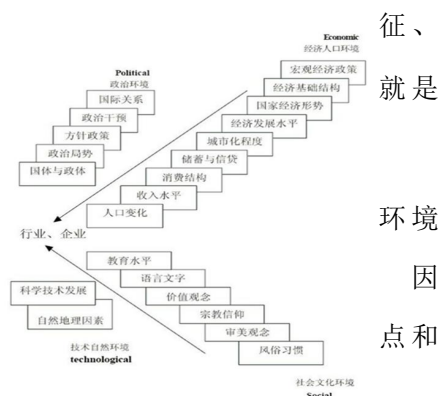 征、
Economic
经济人口环境
宏观经济政策
经济基础结构
国家经济形势
经济发展水平
城市化程度
储蓄与信贷
消费结构
收入水平
人口变化
就是
Political
政治环境
国际关系
政治干预
方针政策
政治局势
国体与政体
环境
行业、企业
教育水平
语言文字
价值观念
宗教信仰
审美观念
风俗习惯
因
科学技术发展
自然地理因素
点和
技术自然环境
technological
社会文化环境
Social